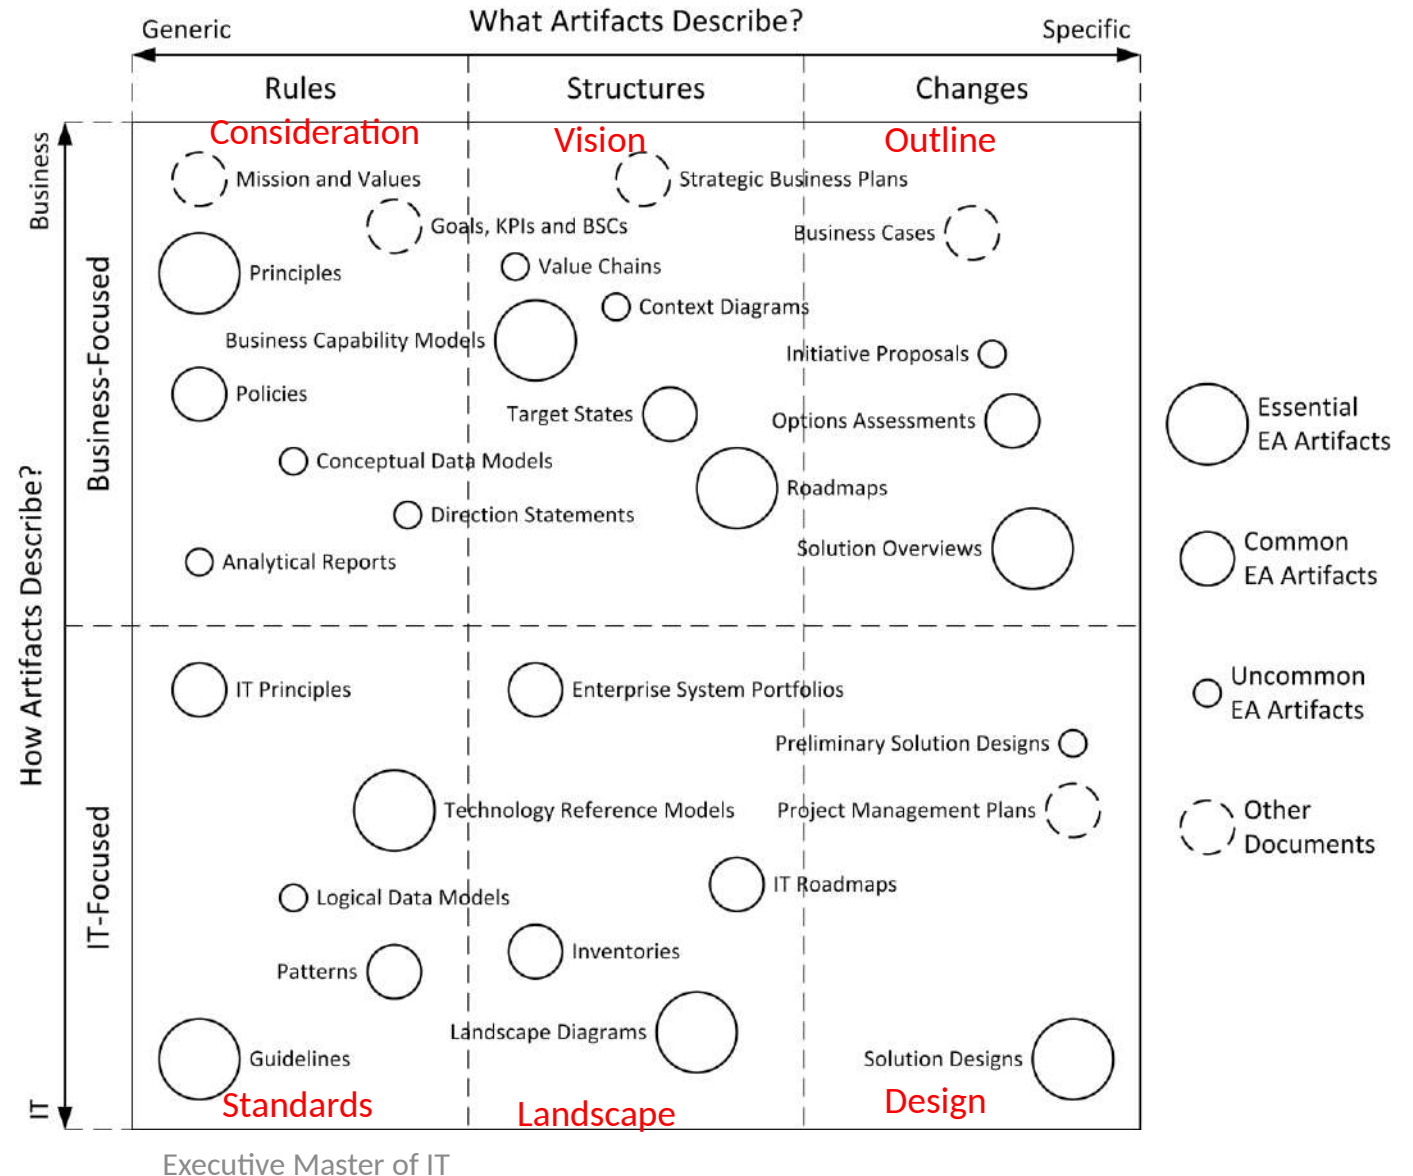 What Artifacts Describe?
Generic
Specific
Rules
Structures
Changes
Consideration
Vision
Outline
Business
Mission and Values
Strategic Business Plans
Goals, KPIs and BSCs
Business Cases
Principles
Value Chains
Context Diagrams
Business Capability Models
Initiative Proposals
Policies
Target States
Options Assessments
Conceptual Data Models
Roadmaps
Direction Statements
Solution Overviews
Analytical Reports
Business-Focused
How Artifacts Describe?
IT Principles
Enterprise System Portfolios
Preliminary Solution Designs
Technology Reference Models
Project Management Plans
IT Roadmaps
Logical Data Models
Inventories
Patterns
Landscape Diagrams
Guidelines
Solution Designs
IT-Focused
IT
Standards
Landscape
Design
Essential
EA Artifacts
Common
EA Artifacts
Uncommon
EA Artifacts
Other
Documents
Executive Master of IT